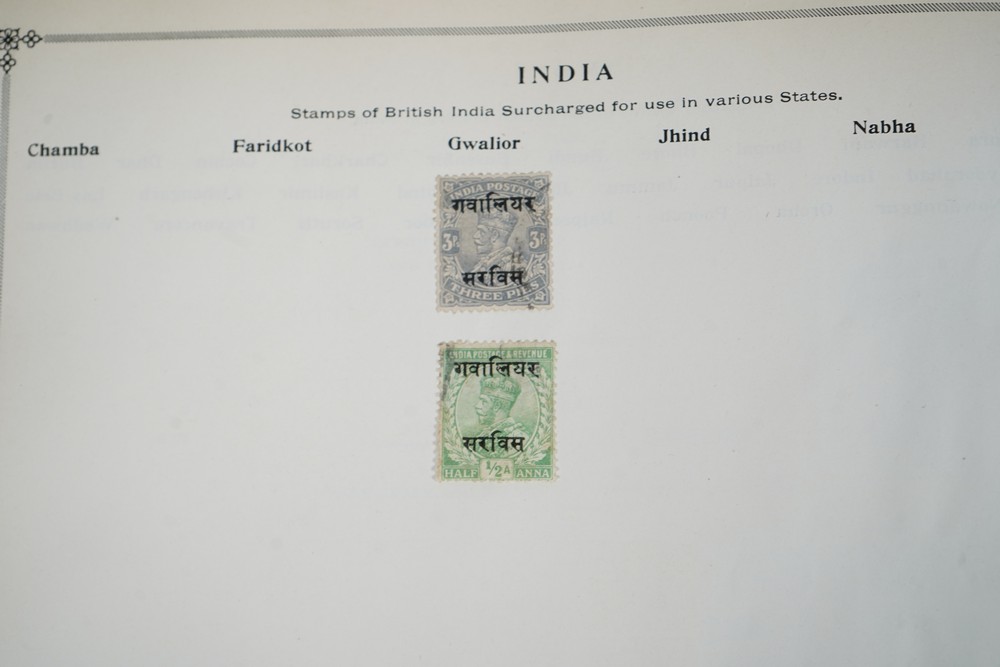 INDIA
Stamps of British India Surcharged for use in various States.
Chamba Faridkot Gwalior Jhind Nabha
INDIA POSTAGE
गवालियर
3P. 3P.
सरविस
THREE PIES
INDIA POSTAGE & REVENUE
गवालियर
सरविस
HALF 1/2 A ANNA